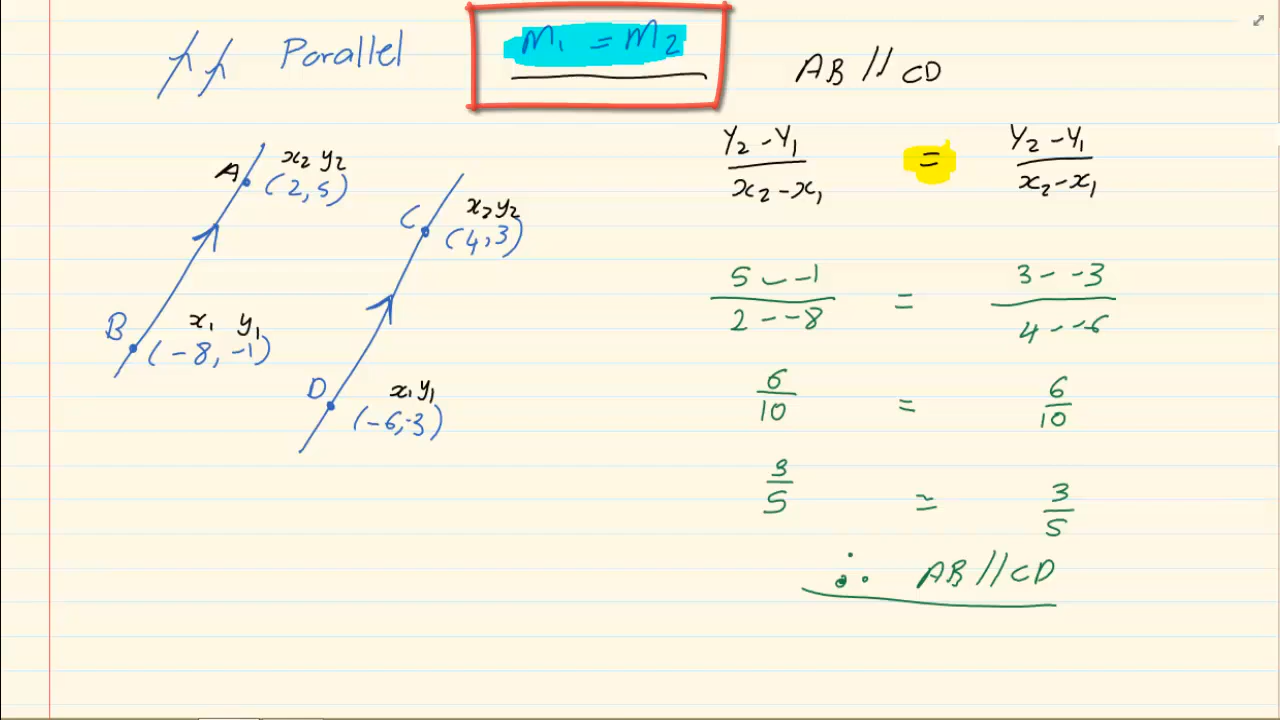 // Parallel m₁ = m₂ AB // CD
A x₂ y₂
(2, 5)
C x₂ y₂
(4, 3)
B x₁ y₁
(-8, -1)
D x₁ y₁
(-6, -3)
Y₂ - Y₁ = Y₂ - Y₁
x₂ - x₁ x₂ - x₁
5 - -1 = 3 - -3
2 - -8 4 - -6
6 = 6
10 10
3 = 3
5 5
∴ AB // CD